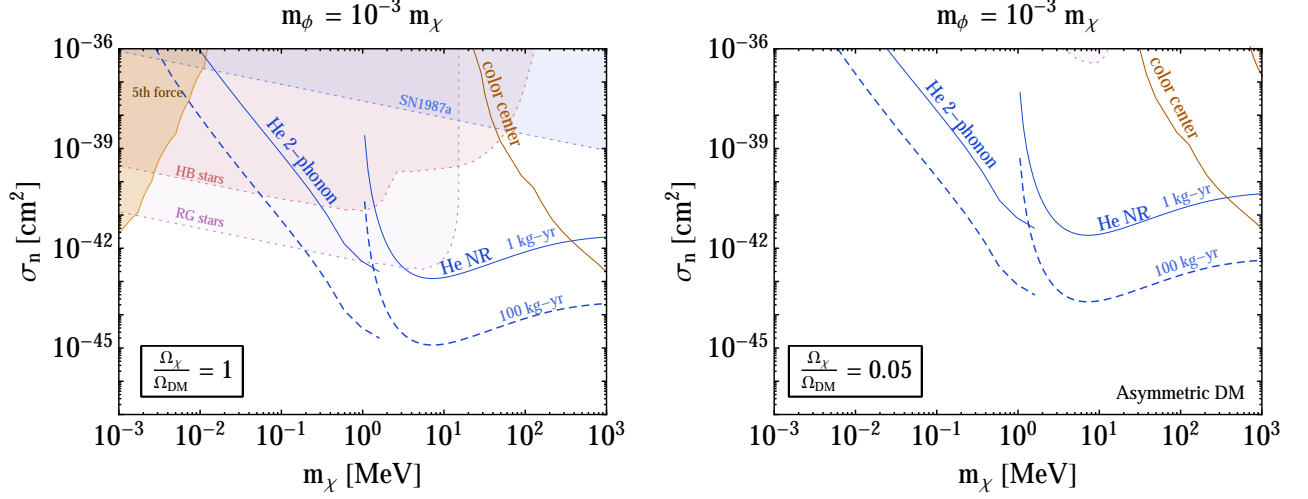 m_ϕ = 10^−3 m_χ
10^−36
10^−39
10^−42
10^−45
σ_n [cm^2]
5th force
SN1987a
color center
He 2−phonon
HB stars
RG stars
He NR
1 kg−yr
100 kg−yr
Ω_χ / Ω_DM = 1
10^−3 10^−2 10^−1 10^0 10^1 10^2 10^3
m_χ [MeV]
m_ϕ = 10^−3 m_χ
10^−36
10^−39
10^−42
10^−45
σ_n [cm^2]
color center
He 2−phonon
He NR
1 kg−yr
100 kg−yr
Ω_χ / Ω_DM = 0.05
Asymmetric DM
10^−3 10^−2 10^−1 10^0 10^1 10^2 10^3
m_χ [MeV]